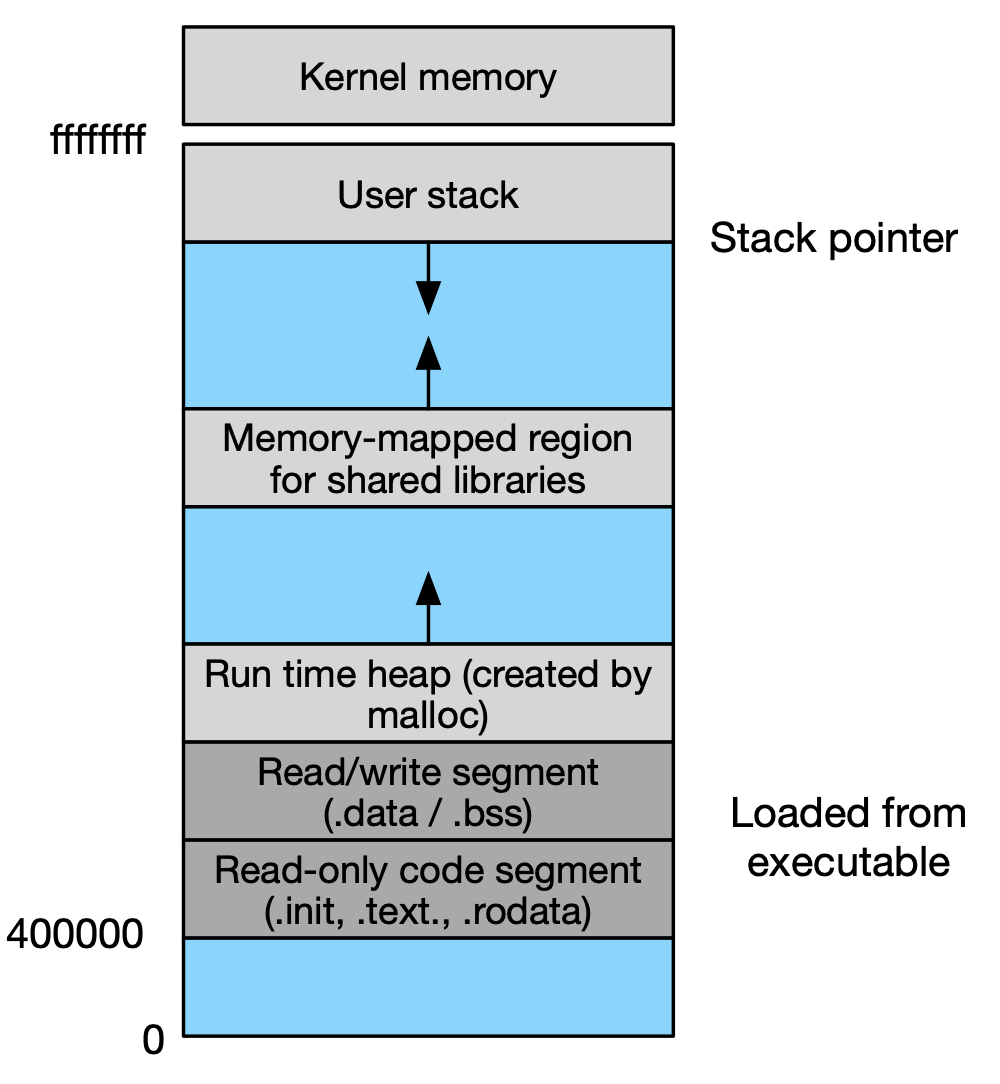 Kernel memory
ffffffff
User stack
Stack pointer
Memory-mapped region
for shared libraries
Run time heap (created by
malloc)
Read/write segment
(.data / .bss)
Loaded from
executable
Read-only code segment
(.init, .text., .rodata)
400000
0